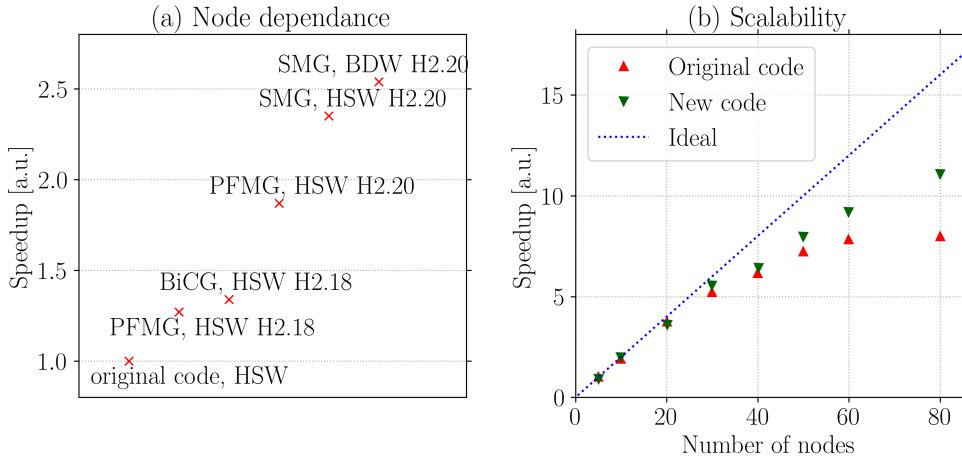 (a) Node dependance
Speedup [a.u.]
2.5
2.0
1.5
1.0
SMG, BDW H2.20
SMG, HSW H2.20
PFMG, HSW H2.20
BiCG, HSW H2.18
PFMG, HSW H2.18
original code, HSW
(b) Scalability
Speedup [a.u.]
15
10
5
0
Original code
New code
Ideal
0 20 40 60 80
Number of nodes